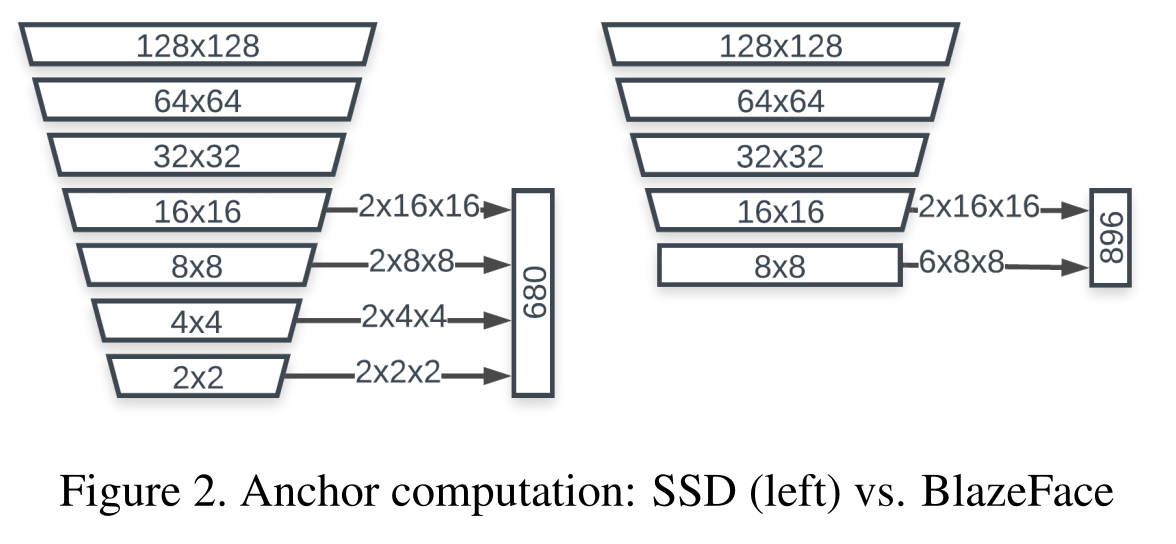 128x128
64x64
32x32
16x16
8x8
4x4
2x2
2x16x16
2x8x8
2x4x4
2x2x2
680
128x128
64x64
32x32
16x16
8x8
2x16x16
6x8x8
896
Figure 2. Anchor computation: SSD (left) vs. BlazeFace